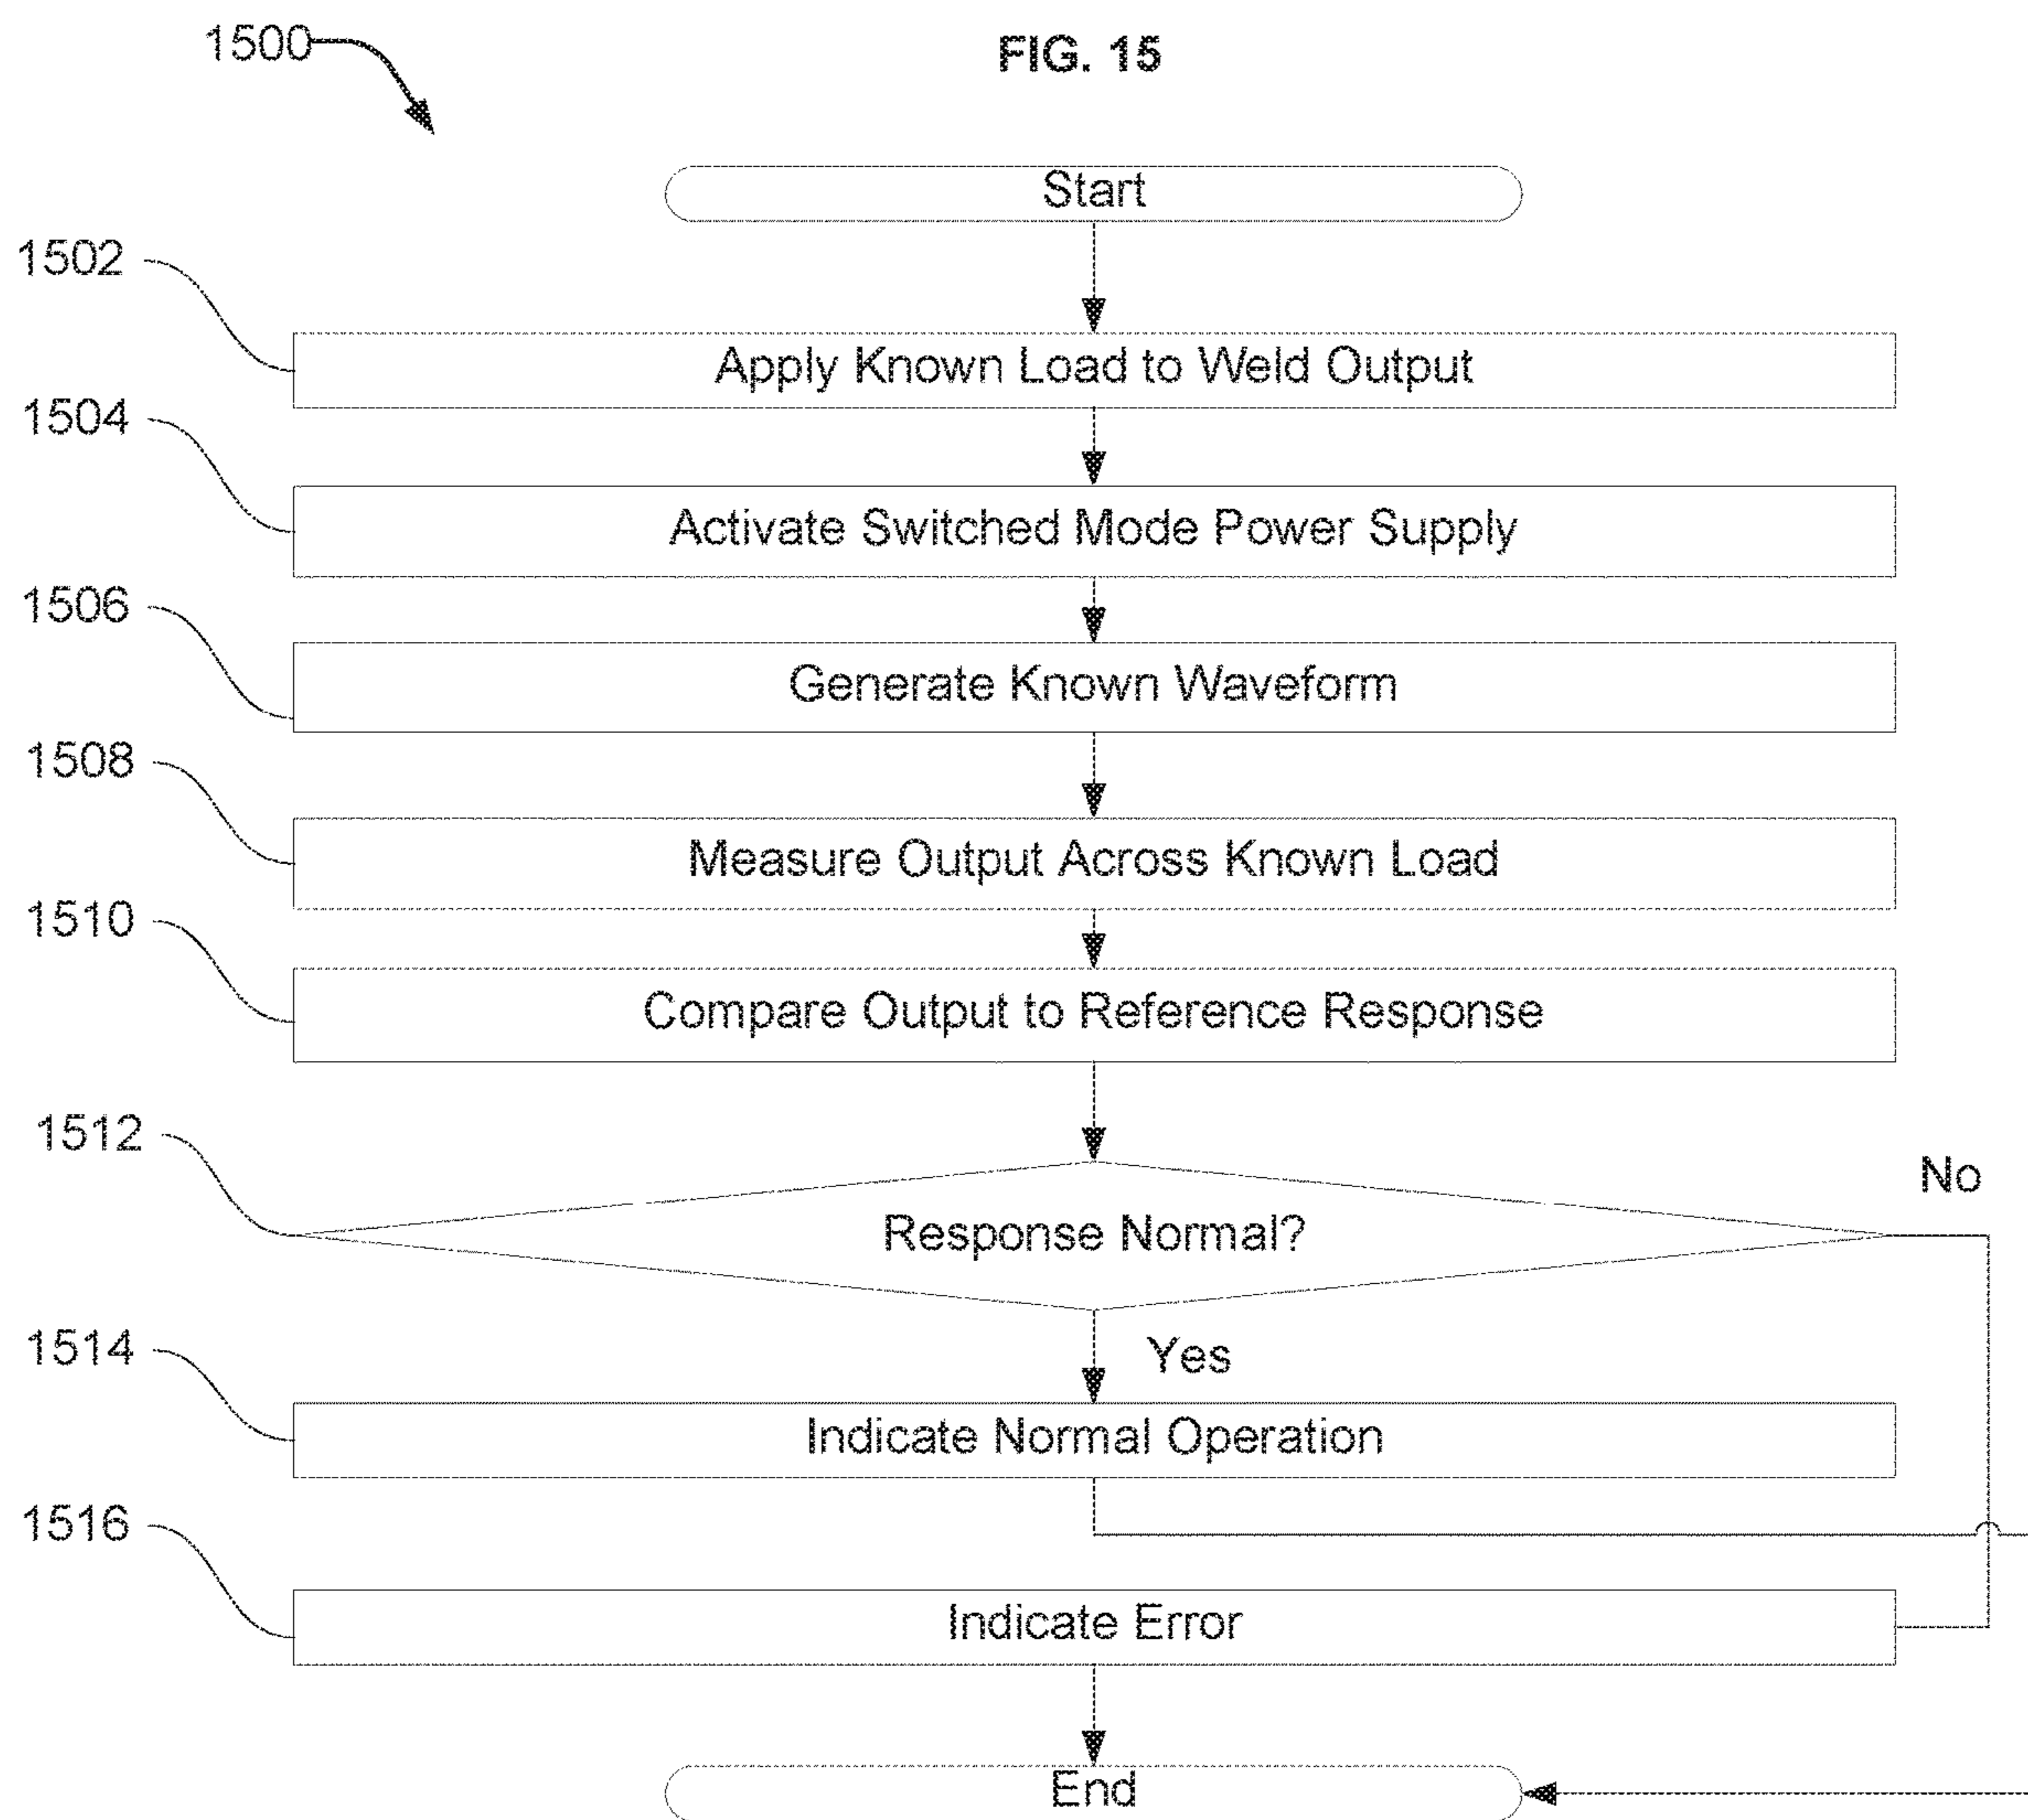 1500
FIG. 15
Start
1502
Apply Known Load to Weld Output
1504
Activate Switched Mode Power Supply
1506
Generate Known Waveform
1508
Measure Output Across Known Load
1510
Compare Output to Reference Response
1512
Response Normal?
No
Yes
1514
Indicate Normal Operation
1516
Indicate Error
End